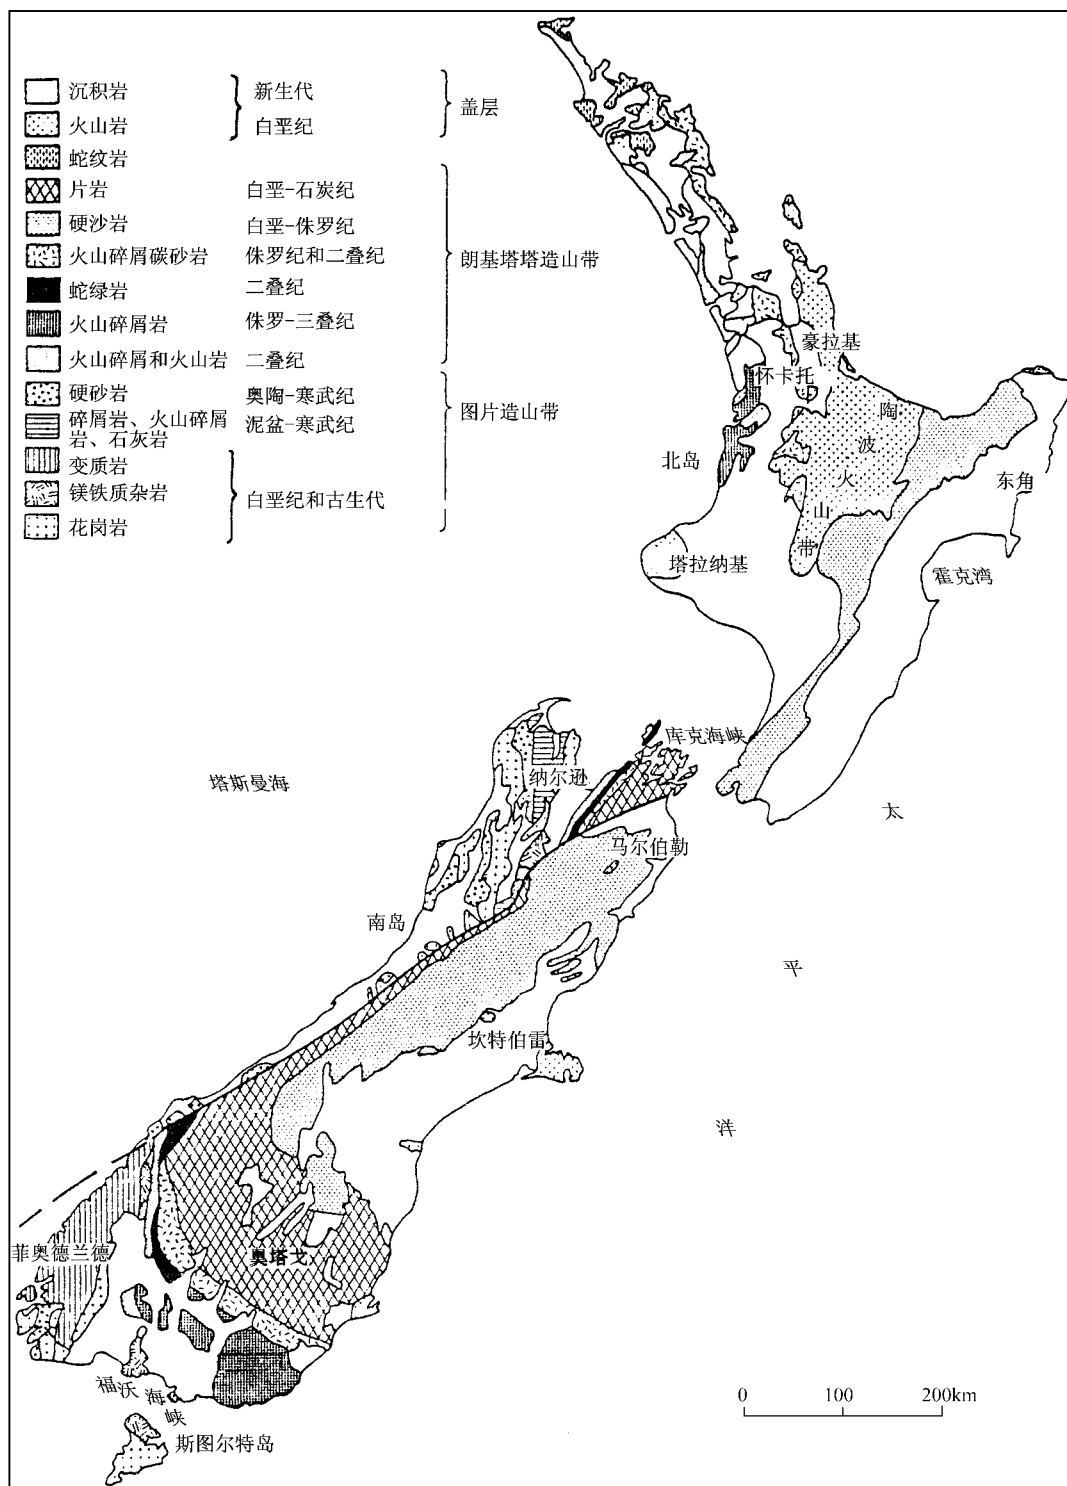 沉积岩
新生代
盖层
火山岩
白垩纪
蛇纹岩
片岩
白垩-石炭纪
硬沙岩
白垩-侏罗纪
火山碎屑碳砂岩
侏罗纪和二叠纪
朗基塔塔造山带
蛇绿岩
二叠纪
火山碎屑岩
侏罗-三叠纪
火山碎屑和火山岩
二叠纪
硬砂岩
奥陶-寒武纪
图片造山带
碎屑岩、火山碎屑
岩、石灰岩
泥盆-寒武纪
变质岩
镁铁质杂岩
白垩纪和古生代
花岗岩
豪拉基
怀卡托
陶波火山带
北岛
东角
塔拉纳基
霍克湾
库克海峡
塔斯曼海
纳尔逊
太平洋
马尔伯勒
南岛
坎特伯雷
菲奥德兰德
奥塔戈
福沃海峡
斯图尔特岛
0 100 200km